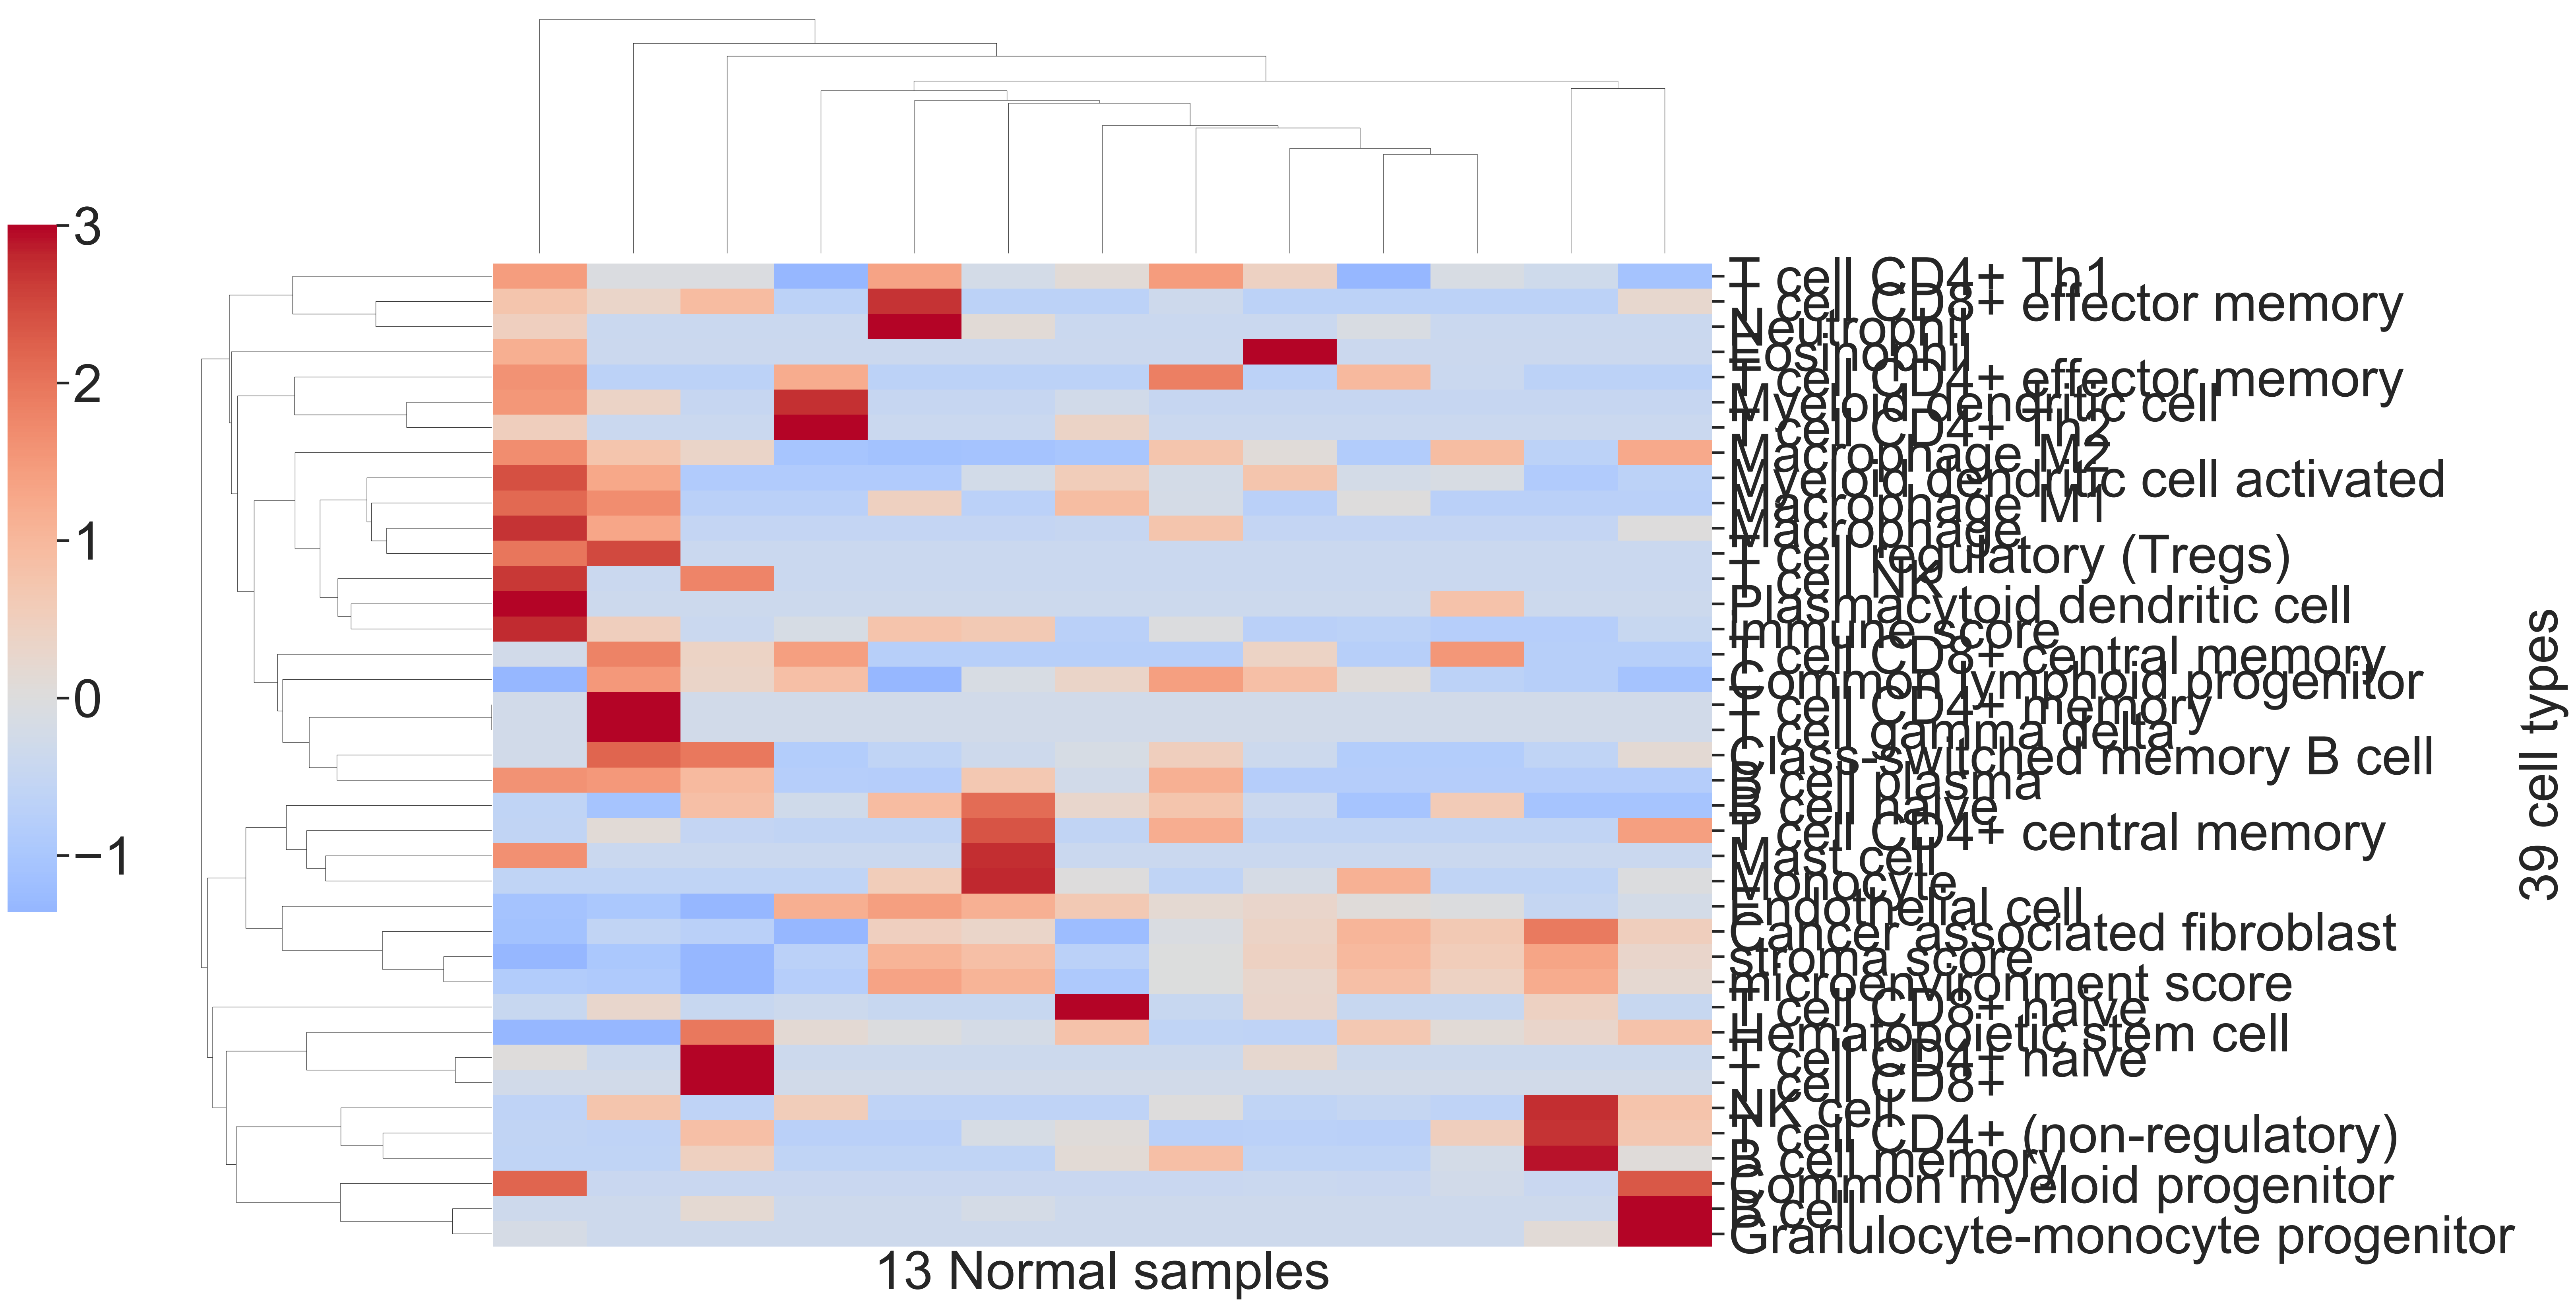 3
2
1
0
−1
T cell CD4+ Th1
T cell CD8+ effector memory
Neutrophil
Eosinophil
T cell CD4+ effector memory
Myeloid dendritic cell
T cell CD4+ Th2
Macrophage M2
Myeloid dendritic cell activated
Macrophage M1
Macrophage
T cell regulatory (Tregs)
T cell NK
Plasmacytoid dendritic cell
immune score
T cell CD8+ central memory
Common lymphoid progenitor
T cell CD4+ memory
T cell gamma delta
Class-switched memory B cell
B cell plasma
B cell naive
T cell CD4+ central memory
Mast cell
Monocyte
Endothelial cell
Cancer associated fibroblast
stroma score
microenvironment score
T cell CD8+ naive
Hematopoietic stem cell
T cell CD4+ naive
T cell CD8+
NK cell
T cell CD4+ (non-regulatory)
B cell memory
Common myeloid progenitor
B cell
Granulocyte-monocyte progenitor
39 cell types
13 Normal samples